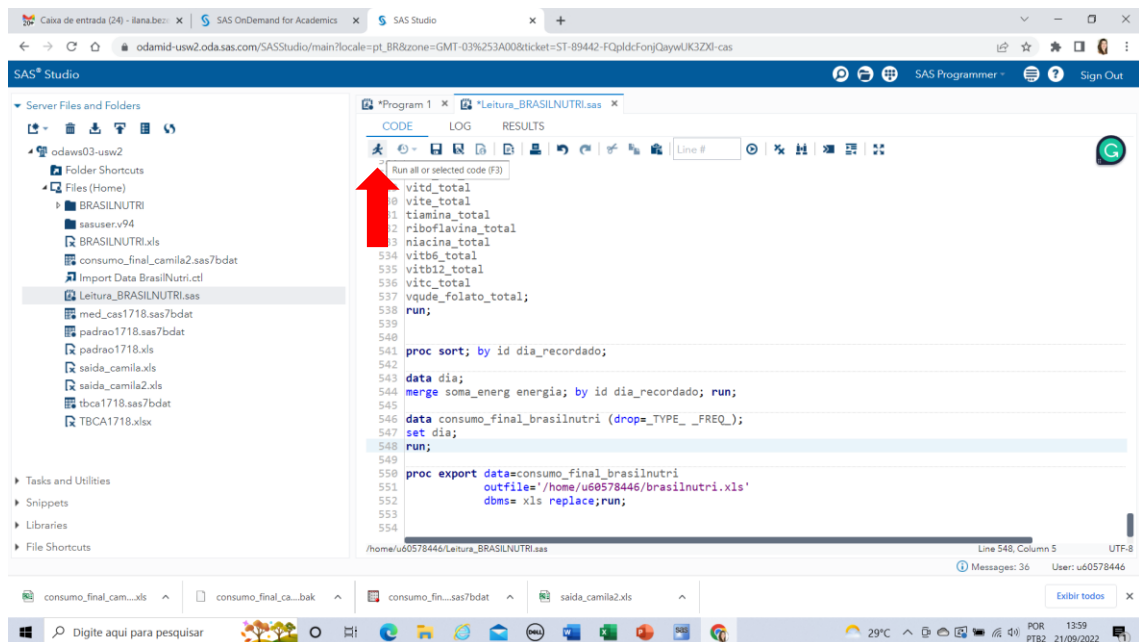 Caixa de entrada (24) - ilana.beze
SAS OnDemand for Academics
SAS Studio
odamid-usw2.oda.sas.com/SASStudio/main?locale=pt_BR&zone=GMT-03%253A00&ticket=ST-89442-FQpldcFonjQaywUK3ZXl-cas
SAS® Studio
SAS Programmer
Sign Out
Server Files and Folders
odaws03-usw2
Folder Shortcuts
Files (Home)
BRASILNUTRI
sasuser.v94
BRASILNUTRI.xls
consumo_final_camila2.sas7bdat
Import Data BrasilNutri.ctl
Leitura_BRASILNUTRI.sas
med_cas1718.sas7bdat
padrao1718.sas7bdat
padrao1718.xls
saida_camila.xls
saida_camila2.xls
tbca1718.sas7bdat
TBCA1718.xlsx
Tasks and Utilities
Snippets
Libraries
File Shortcuts
*Program 1
*Leitura_BRASILNUTRI.sas
CODE LOG RESULTS
Line #
Run all or selected code (F3)
vitd_total
vite_total
tiamina_total
riboflavina_total
niacina_total
534 vitb6_total
535 vitb12_total
536 vitc_total
537 vqude_folato_total;
538 run;
539
540
541 proc sort; by id dia_recordado;
542
543 data dia;
544 merge soma_energ energia; by id dia_recordado; run;
545
546 data consumo_final_brasilnutri (drop=_TYPE_ _FREQ_);
547 set dia;
548 run;
549
550 proc export data=consumo_final_brasilnutri
551 outfile='/home/u60578446/brasilnutri.xls'
552 dbms= xls replace;run;
553
554
/home/u60578446/Leitura_BRASILNUTRI.sas
Line 548, Column 5
UTF-8
Messages: 36
User: u60578446
consumo_final_cam....xls
consumo_final_ca....bak
consumo_fin....sas7bdat
saida_camila2.xls
Exibir todos
Digite aqui para pesquisar
29°C
POR
PTB2
13:59
21/09/2022